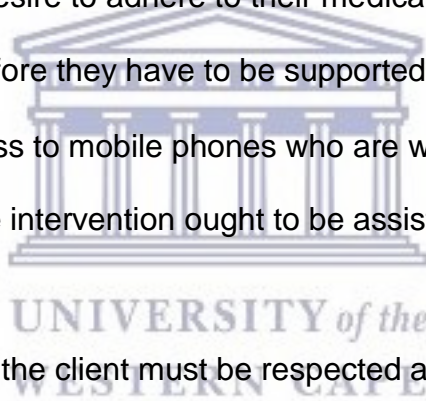 esire to adhere to their medica
fore they have to be supported
ss to mobile phones who are w
intervention ought to be assis
UNIVERSITY of the
the client must be respected a
WESTERN CAPE